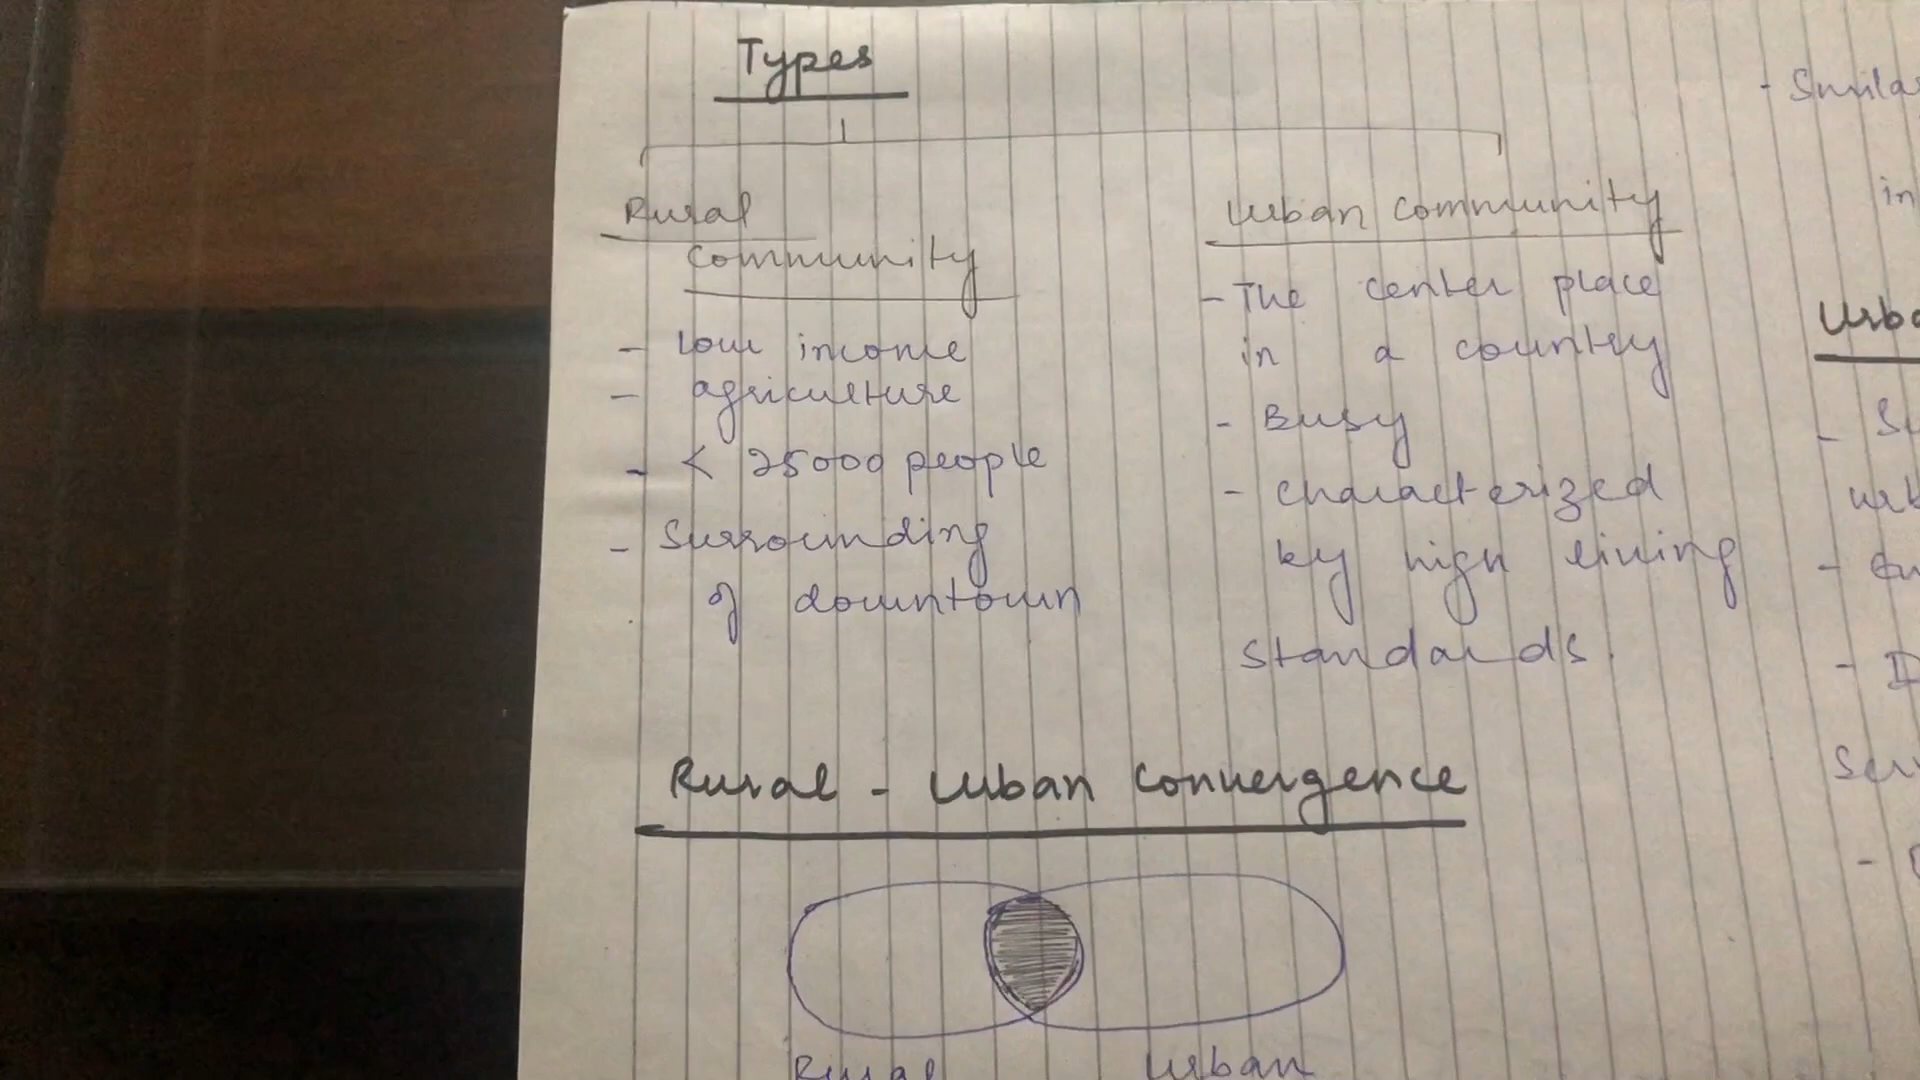 Types
Rural
Community
- Low income
- agriculture
- < 25000 people
- Surrounding
of downtown
Urban community
- The center place
in a country
- Busy
- characterized
by high living
standards.
Rural - Urban Convergence
Rural Urban
in